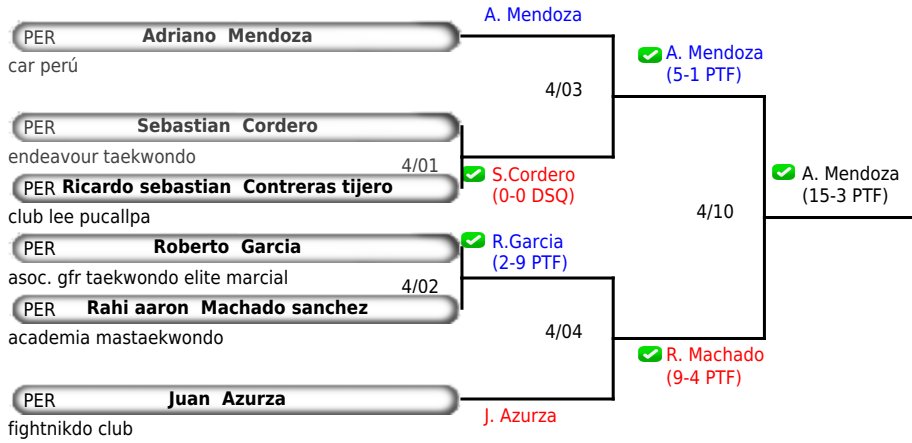 A. Mendoza
PER Adriano Mendoza
car perú
A. Mendoza
(5-1 PTF)
4/03
PER Sebastian Cordero
endeavour taekwondo
4/01
S.Cordero
(0-0 DSQ)
PER Ricardo sebastian Contreras tijero
club lee pucallpa
A. Mendoza
(15-3 PTF)
4/10
PER Roberto Garcia
R.Garcia
(2-9 PTF)
asoc. gfr taekwondo elite marcial
4/02
PER Rahi aaron Machado sanchez
academia mastaekwondo
4/04
R. Machado
(9-4 PTF)
PER Juan Azurza
J. Azurza
fightnikdo club